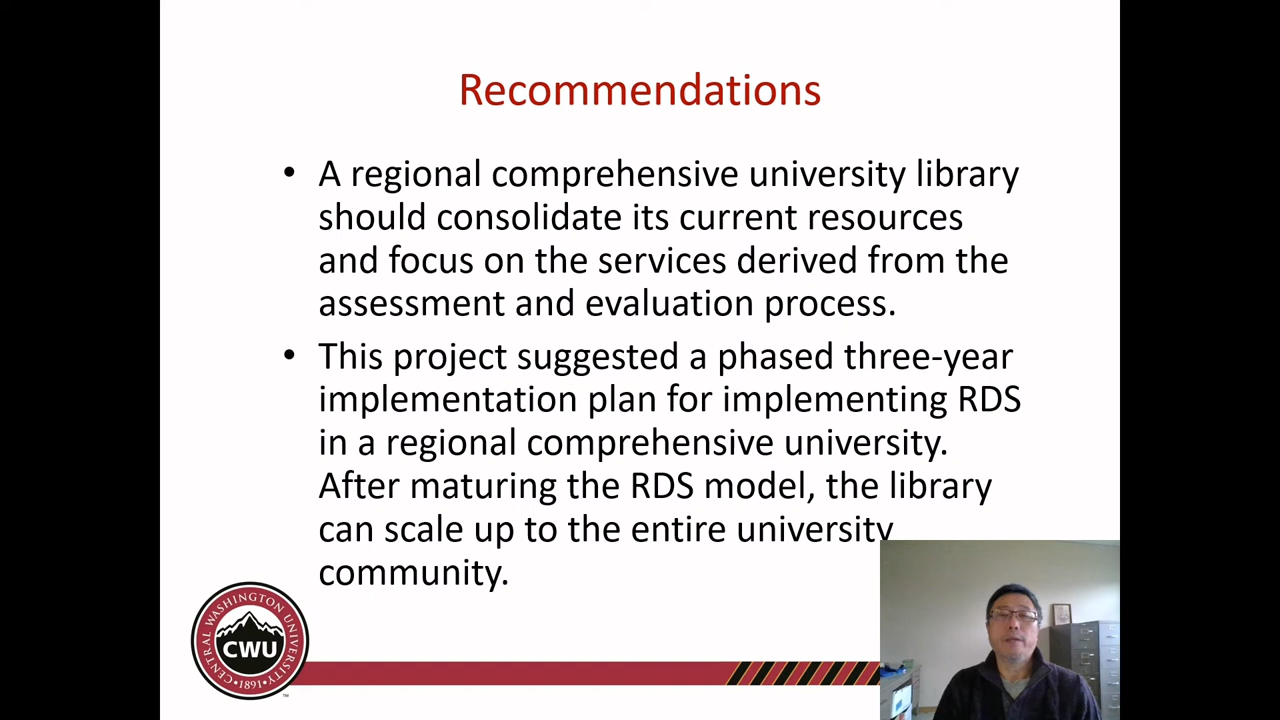 Recommendations
• A regional comprehensive university library
should consolidate its current resources
and focus on the services derived from the
assessment and evaluation process.
• This project suggested a phased three-year
implementation plan for implementing RDS
in a regional comprehensive university.
After maturing the RDS model, the library
can scale up to the entire university
community.
CENTRAL WASHINGTON UNIVERSITY
CWU
•1891•
™